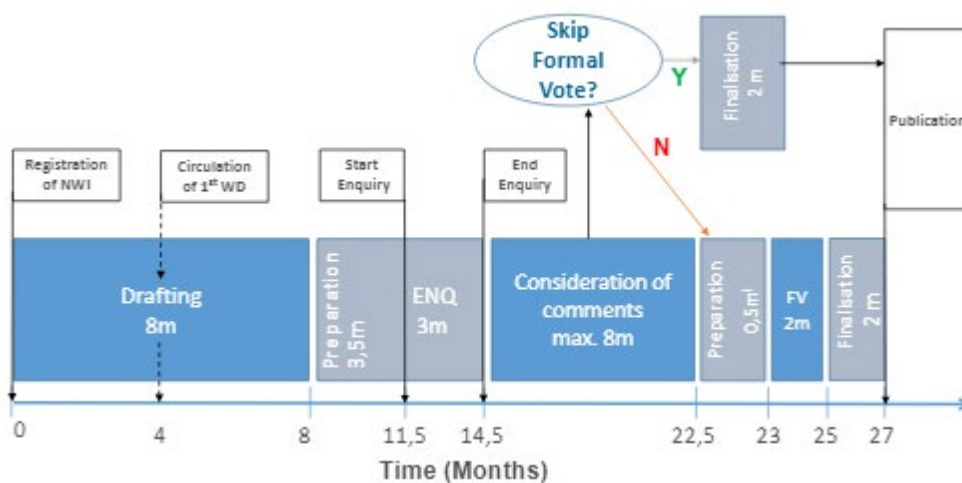 Skip
Formal
Vote?
Y
Finalisation
2 m
N
Publication
Registration
of NWI
Circulation
of 1st WD
Start
Enquiry
End
Enquiry
Drafting
8m
Preparation
3,5m
ENQ
3m
Consideration of
comments
max. 8m
Preparation
0,5m
FV
2m
Finalisation
2 m
0
4
8
11,5
14,5
22,5
23
25
27
Time (Months)